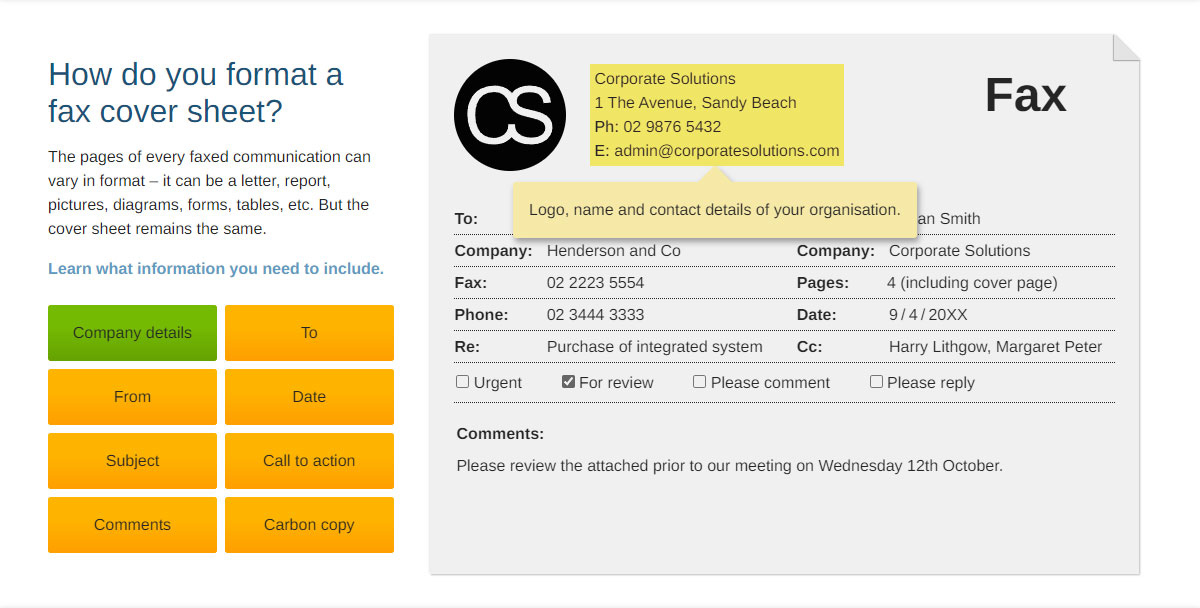 How do you format a
fax cover sheet?
The pages of every faxed communication can
vary in format – it can be a letter, report,
pictures, diagrams, forms, tables, etc. But the
cover sheet remains the same.
Learn what information you need to include.
Company details
To
From
Date
Subject
Call to action
Comments
Carbon copy
CS
Corporate Solutions
1 The Avenue, Sandy Beach
Ph: 02 9876 5432
E: admin@corporatesolutions.com
Fax
Logo, name and contact details of your organisation.
To: Smith
Company: Henderson and Co Company: Corporate Solutions
Fax: 02 2223 5554 Pages: 4 (including cover page)
Phone: 02 3444 3333 Date: 9 / 4 / 20XX
Re: Purchase of integrated system Cc: Harry Lithgow, Margaret Peter
Urgent For review Please comment Please reply
Comments:
Please review the attached prior to our meeting on Wednesday 12th October.